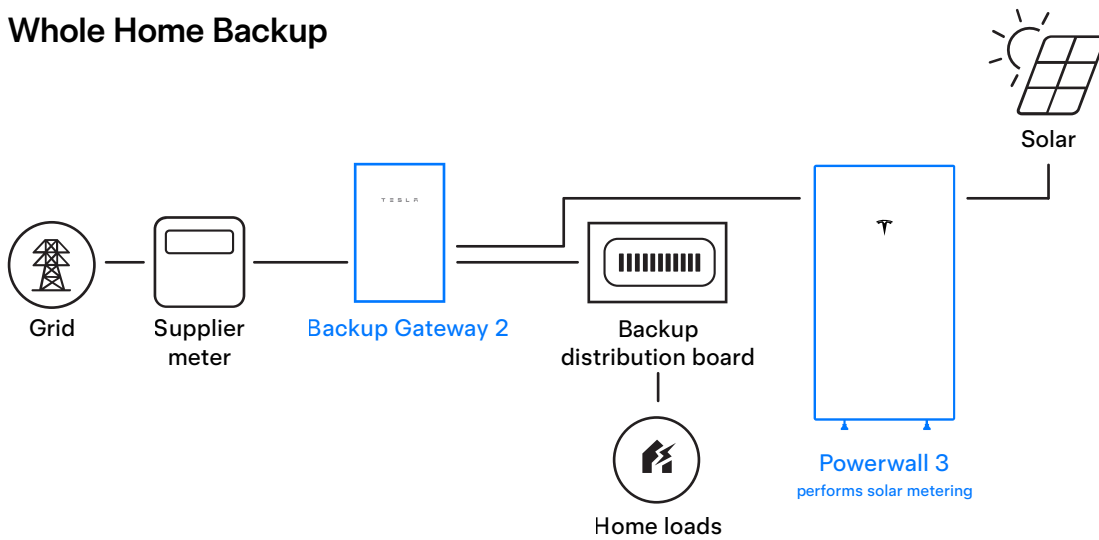 Whole Home Backup
Solar
TESLA
Grid
Supplier
meter
Backup Gateway 2
Backup
distribution board
Powerwall 3
performs solar metering
Home loads